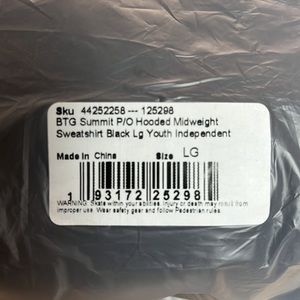 Sku 44252258 --- 125298
BTG Summit P/O Hooded Midweight
Sweatshirt Black Lg Youth Independent
Made In China Size LG
1 93172 25298
WARNING: Skate within your abilities. Injury or death may result from
improper use. Wear safety gear and follow Pedestrian rules.